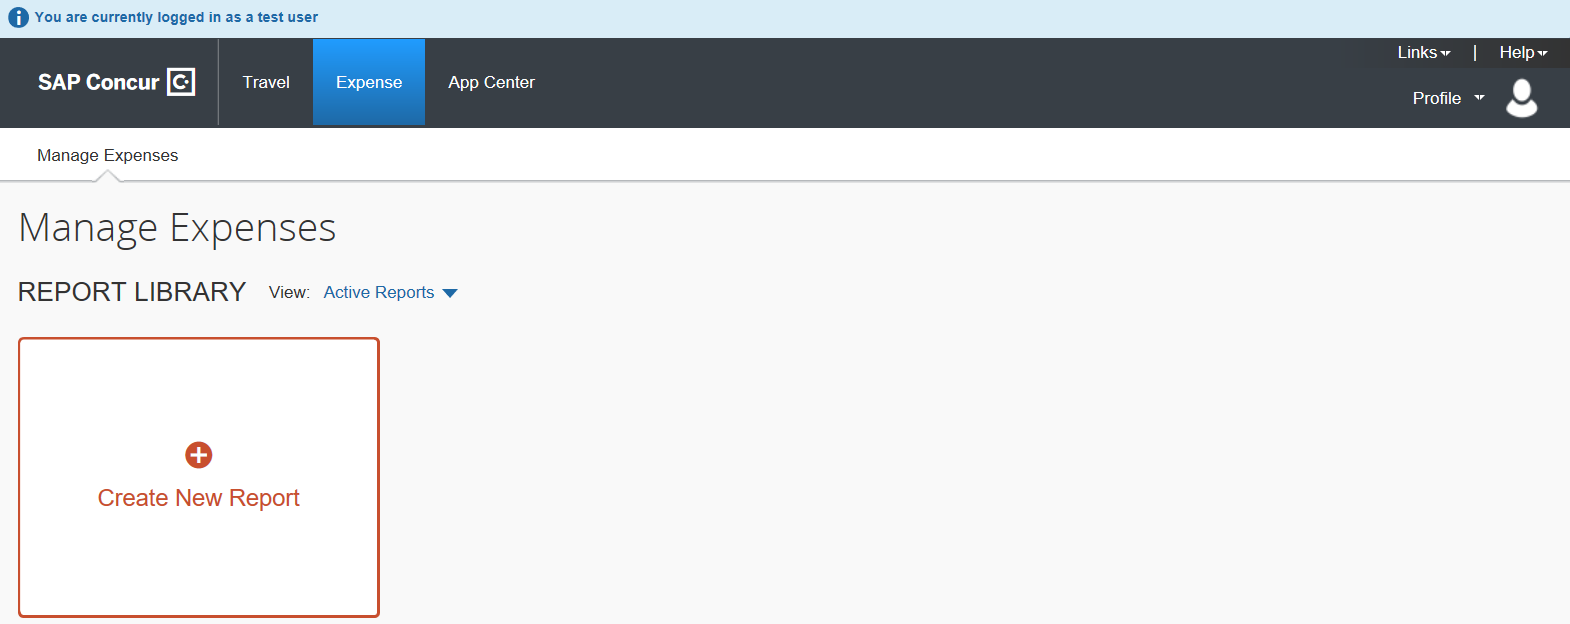 You are currently logged in as a test user
Links | Help
SAP Concur C
Travel Expense App Center
Profile
Manage Expenses
Manage Expenses
REPORT LIBRARY View: Active Reports
Create New Report